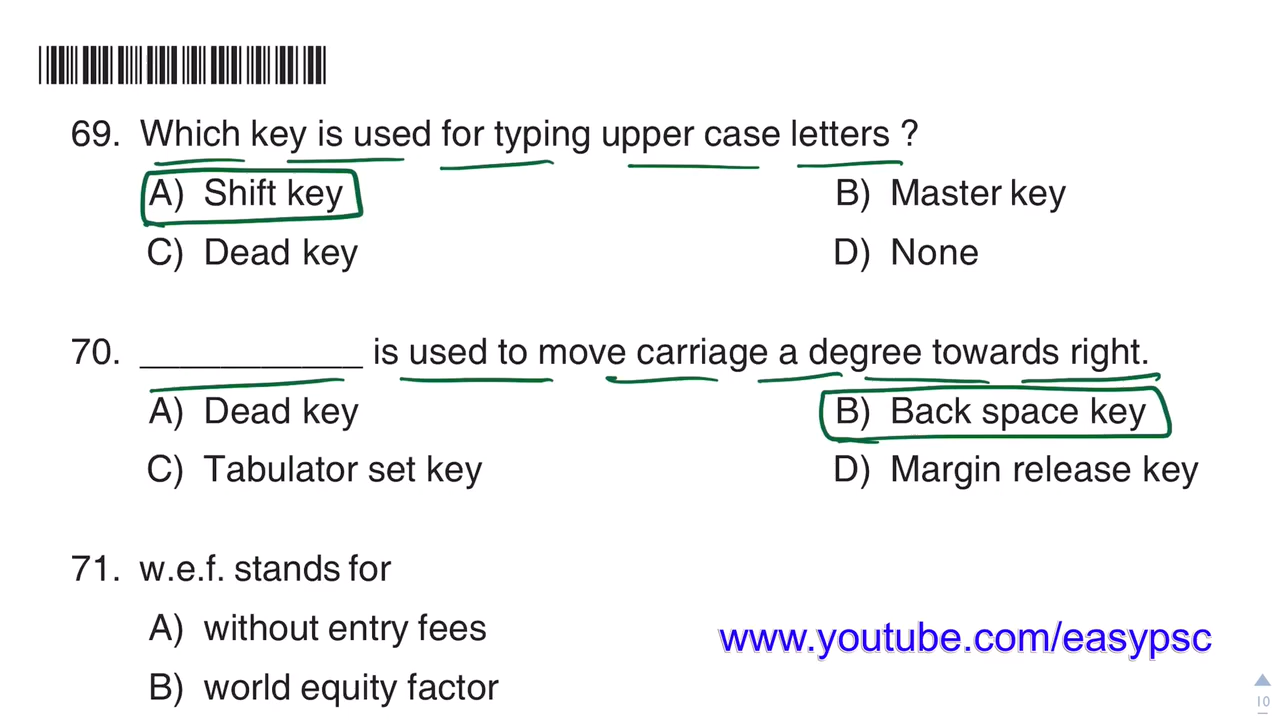 69. Which key is used for typing upper case letters ?
A) Shift key B) Master key
C) Dead key D) None
70. ____________ is used to move carriage a degree towards right.
A) Dead key B) Back space key
C) Tabulator set key D) Margin release key
71. w.e.f. stands for
A) without entry fees
www.youtube.com/easypsc
B) world equity factor
10